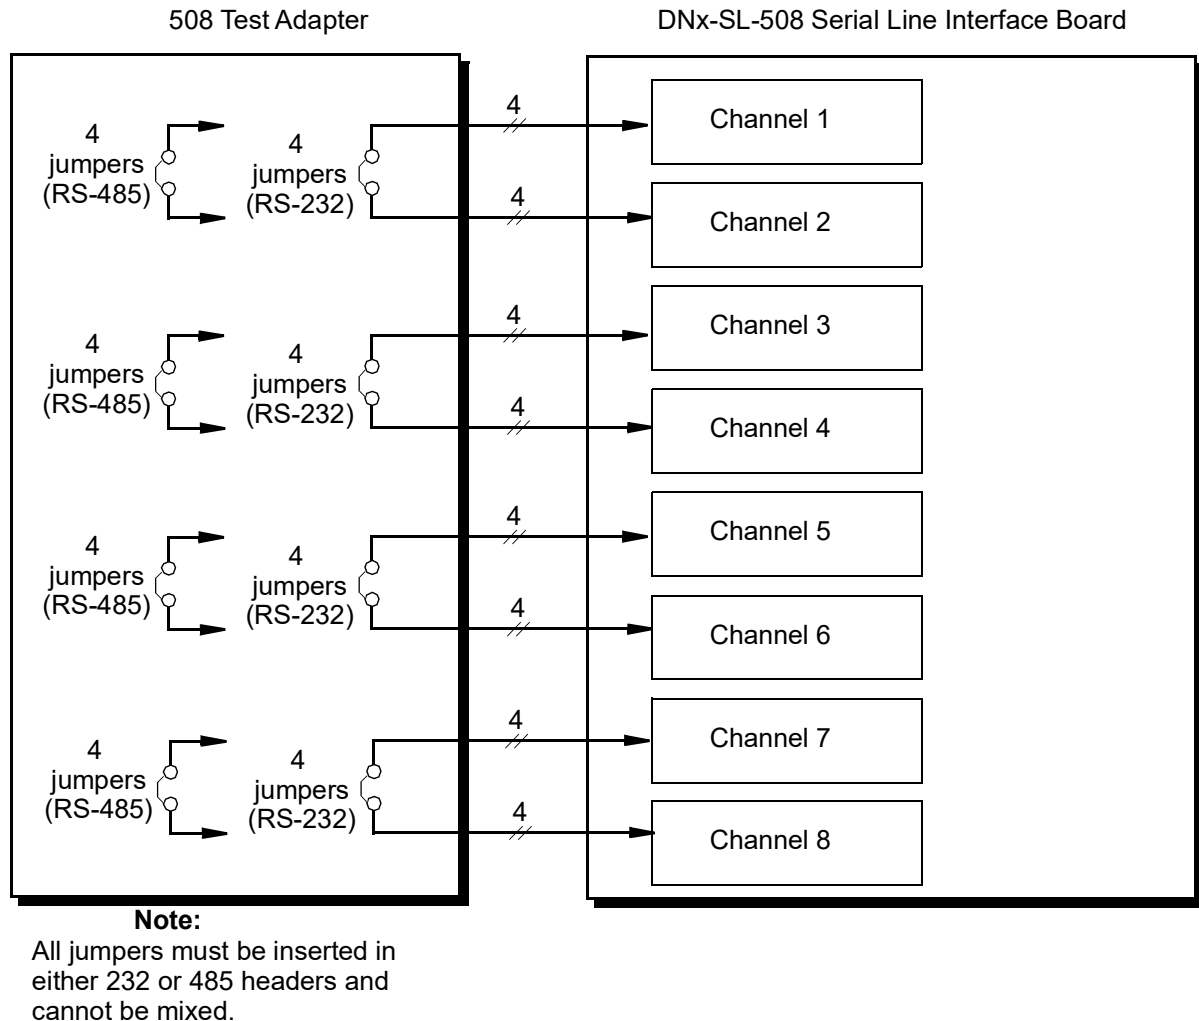 508 Test Adapter
DNx-SL-508 Serial Line Interface Board
4
jumpers
(RS-485)
4
jumpers
(RS-232)
4
4
Channel 1
Channel 2
4
jumpers
(RS-485)
4
jumpers
(RS-232)
4
4
Channel 3
Channel 4
4
jumpers
(RS-485)
4
jumpers
(RS-232)
4
4
Channel 5
Channel 6
4
jumpers
(RS-485)
4
jumpers
(RS-232)
4
4
Channel 7
Channel 8
Note:
All jumpers must be inserted in
either 232 or 485 headers and
cannot be mixed.